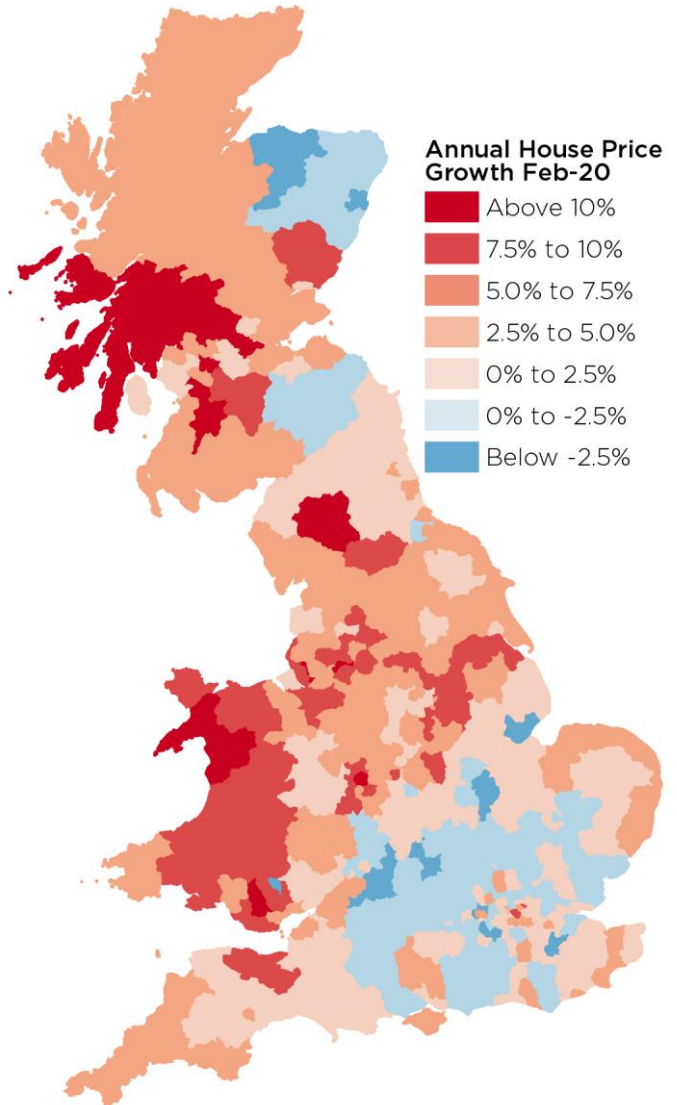 Annual House Price
Growth Feb-20
Above 10%
7.5% to 10%
5.0% to 7.5%
2.5% to 5.0%
0% to 2.5%
0% to -2.5%
Below -2.5%